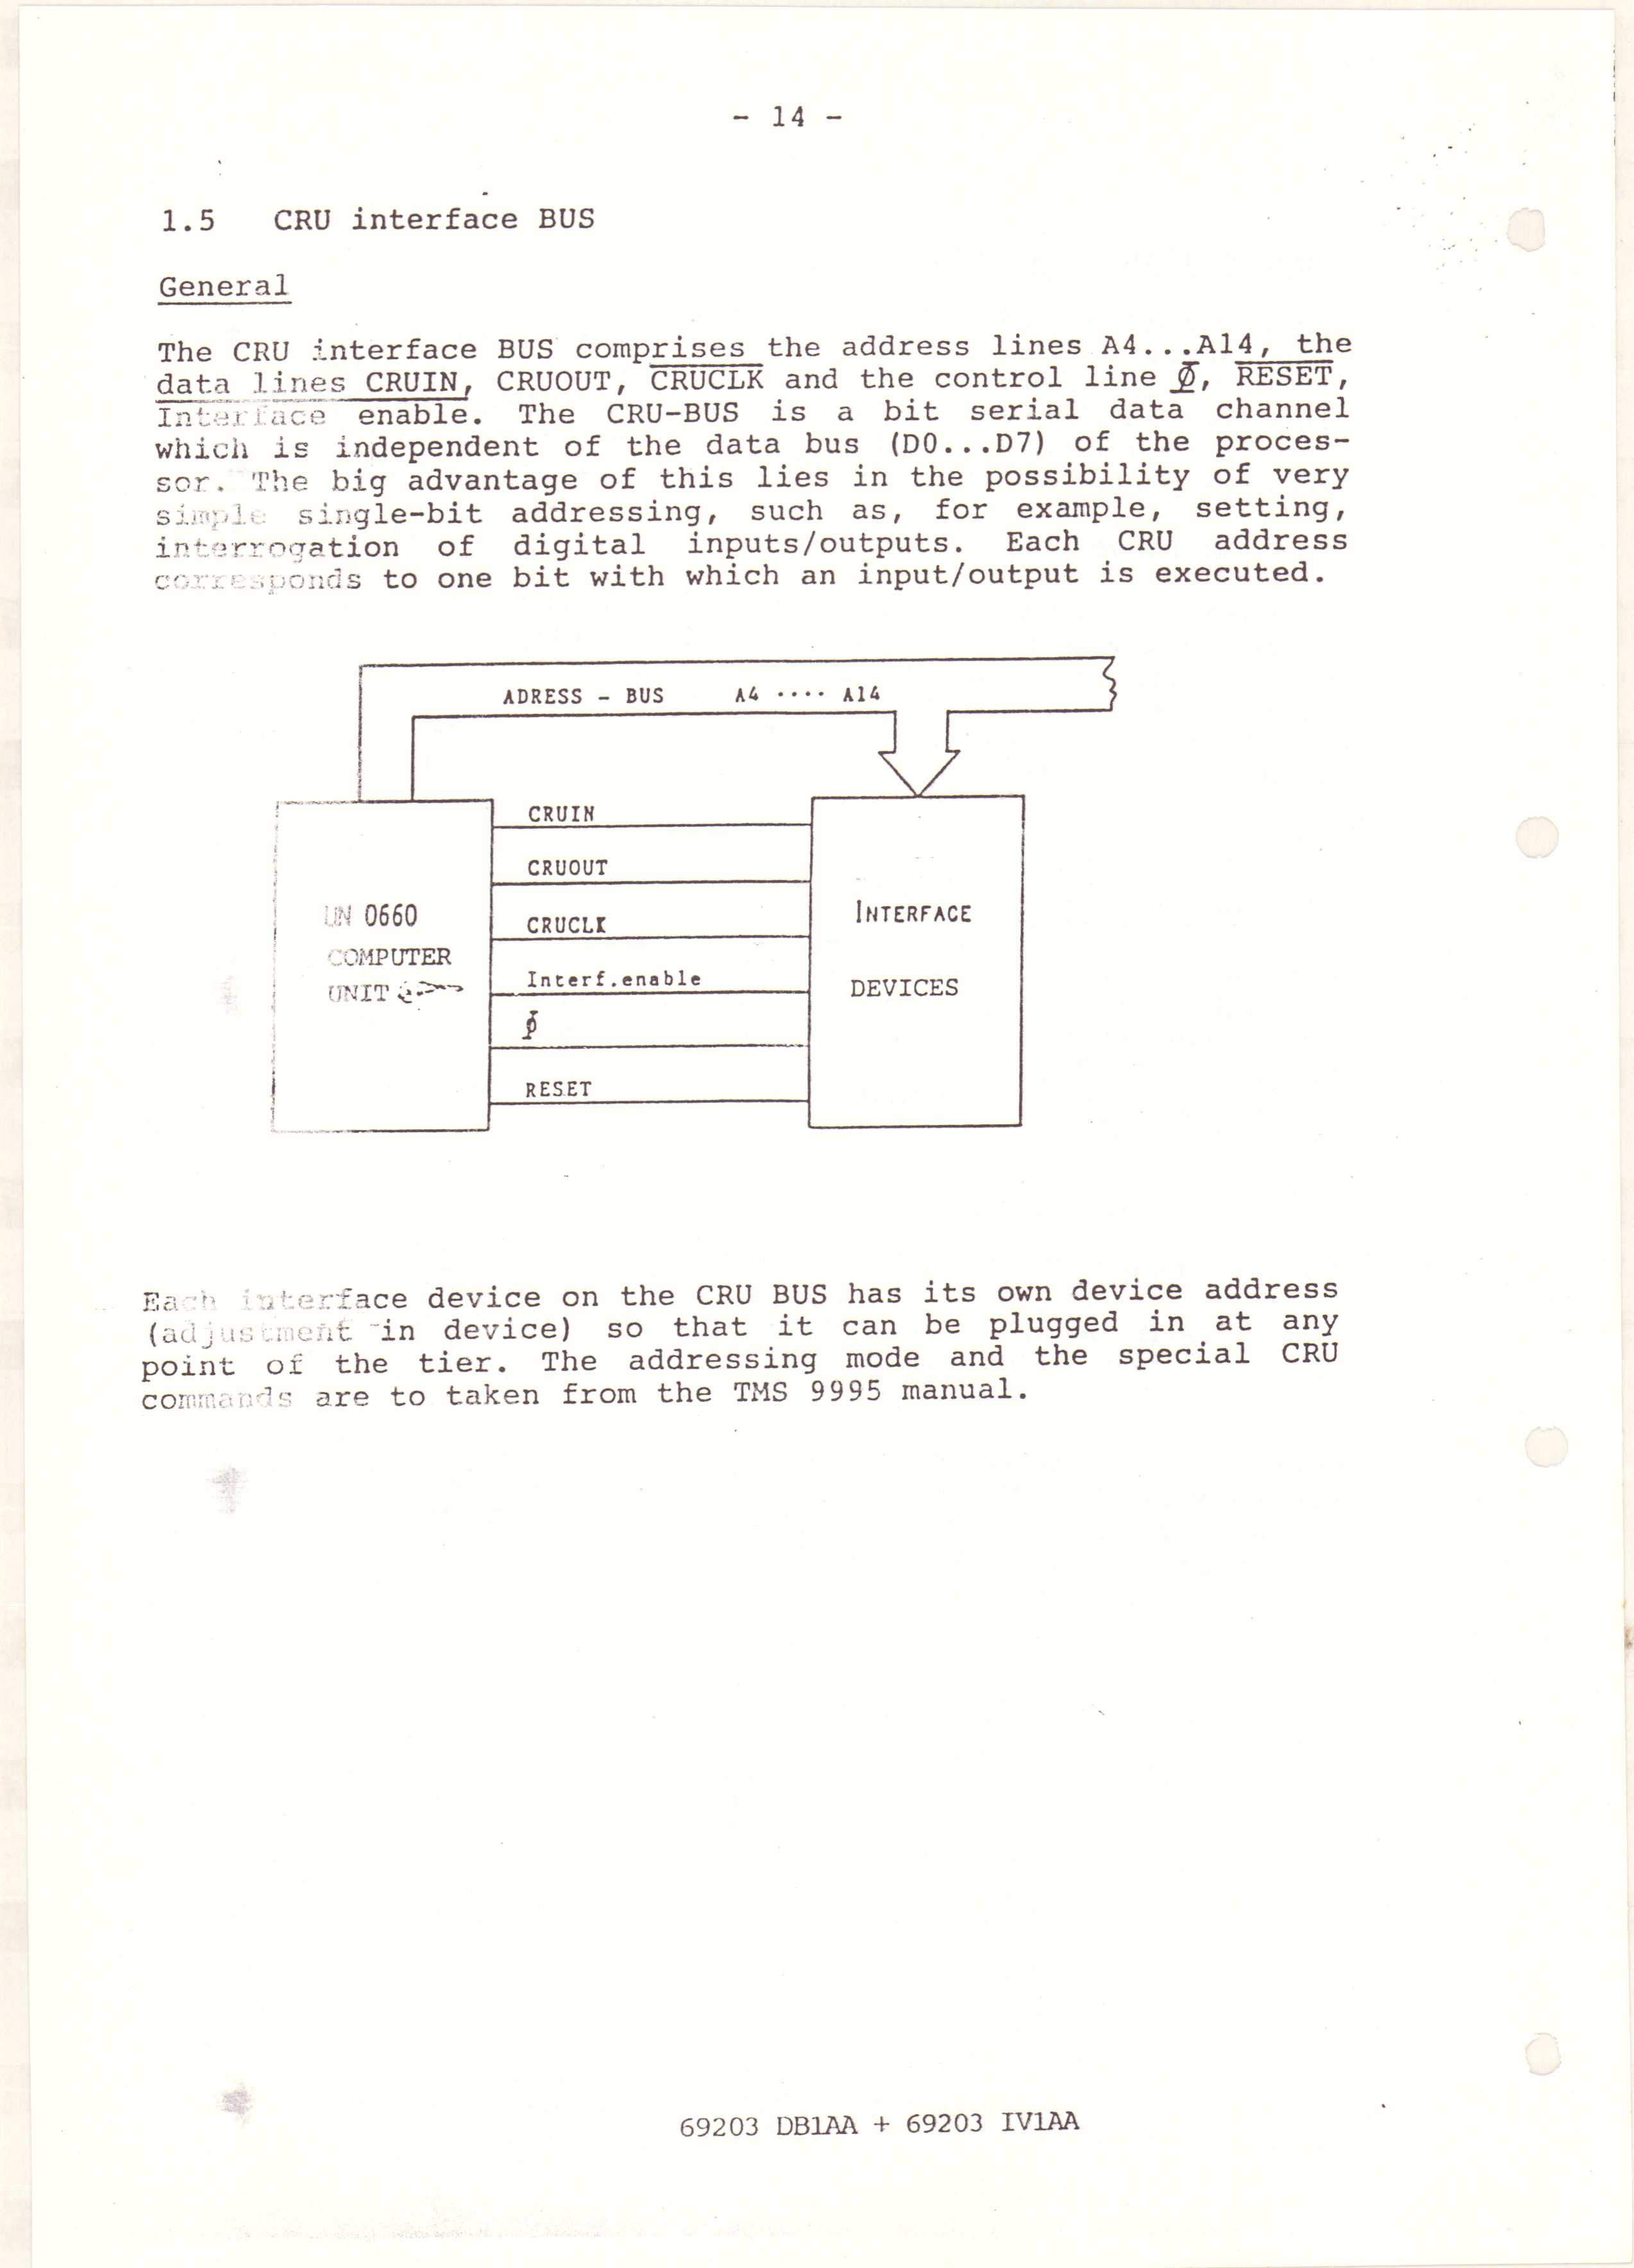 - 14 -
1.5 CRU interface BUS
General
The CRU interface BUS comprises the address lines A4...A14, the
data lines CRUIN, CRUOUT, CRUCLK and the control line ϕ̅, RESET,
Interface enable. The CRU-BUS is a bit serial data channel
which is independent of the data bus (D0...D7) of the proces-
sor. The big advantage of this lies in the possibility of very
simple single-bit addressing, such as, for example, setting,
interrogation of digital inputs/outputs. Each CRU address
corresponds to one bit with which an input/output is executed.
ADRESS - BUS A4 .... A14
CRUIN
CRUOUT
UN 0660
COMPUTER
UNIT
CRUCLK
Interf.enable
ϕ̅
RESET
INTERFACE
DEVICES
Each interface device on the CRU BUS has its own device address
(adjustment in device) so that it can be plugged in at any
point of the tier. The addressing mode and the special CRU
commands are to taken from the TMS 9995 manual.
69203 DB1AA + 69203 IV1AA